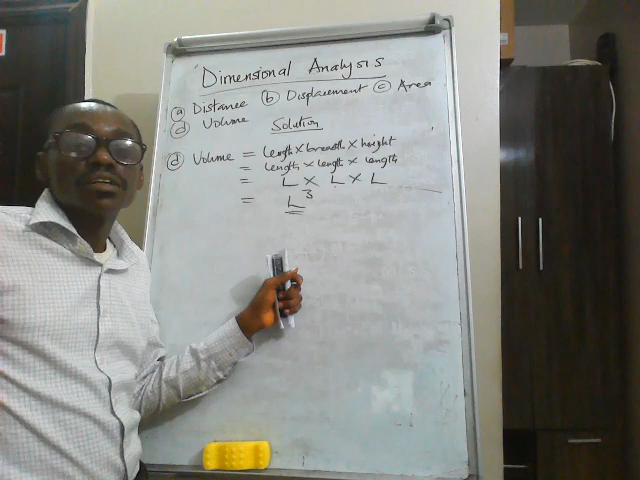 Dimensional Analysis
(a) Distance (b) Displacement (c) Area
(d) Volume
Solution
(d) Volume = length × breadth × height
= length × length × length
= L × L × L
= L³